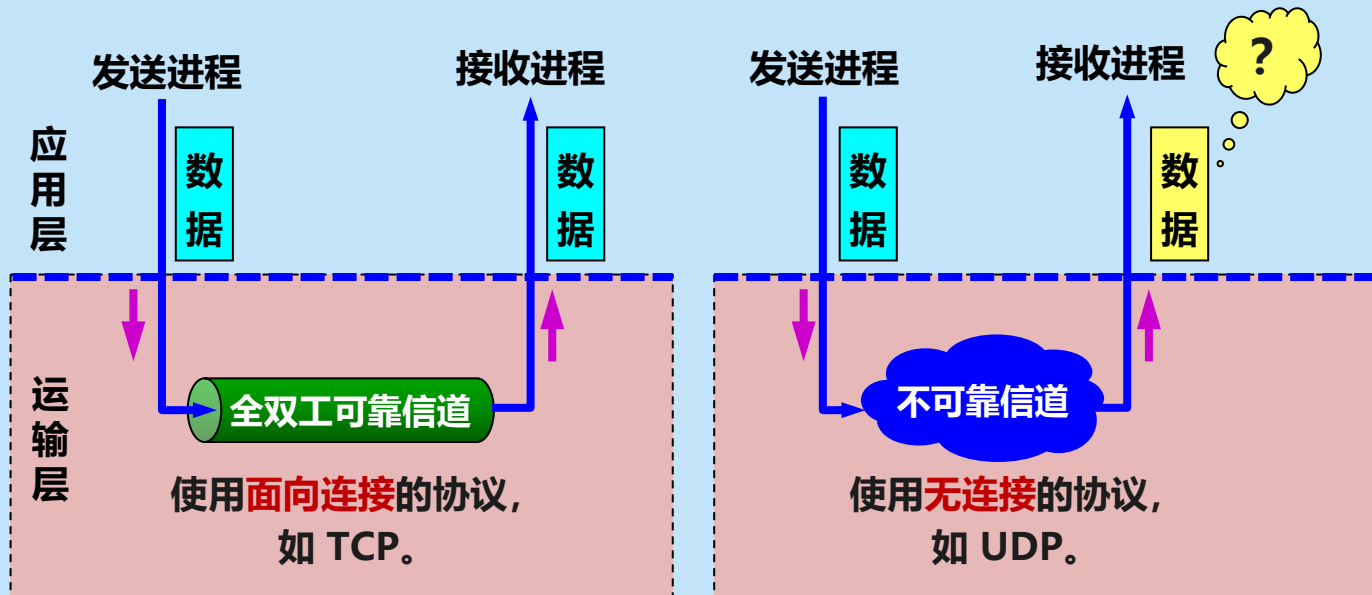 发送进程
接收进程
发送进程
接收进程
?
应用层
数据
数据
数据
数据
运输层
全双工可靠信道
不可靠信道
使用面向连接的协议，
如 TCP。
使用无连接的协议，
如 UDP。